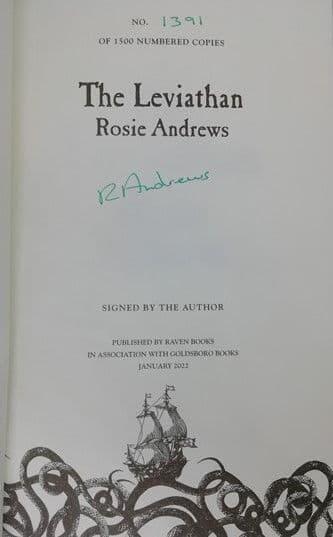 NO. 1391
OF 1500 NUMBERED COPIES
The Leviathan
Rosie Andrews
R Andrews
SIGNED BY THE AUTHOR
PUBLISHED BY RAVEN BOOKS
IN ASSOCIATION WITH GOLDSBORO BOOKS
JANUARY 2022